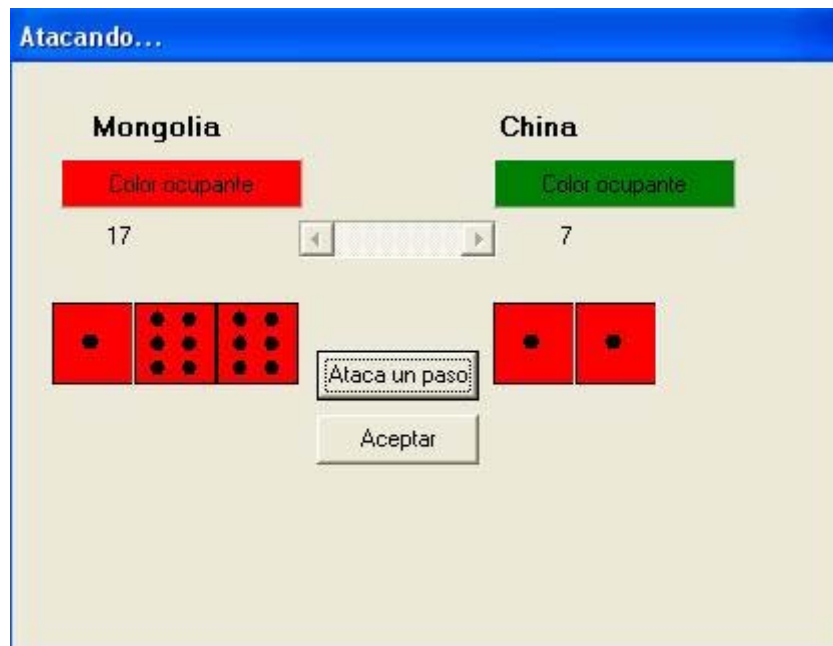 Atacando...
Mongolia China
Color ocupante Color ocupante
17 7
Ataca un paso
Aceptar